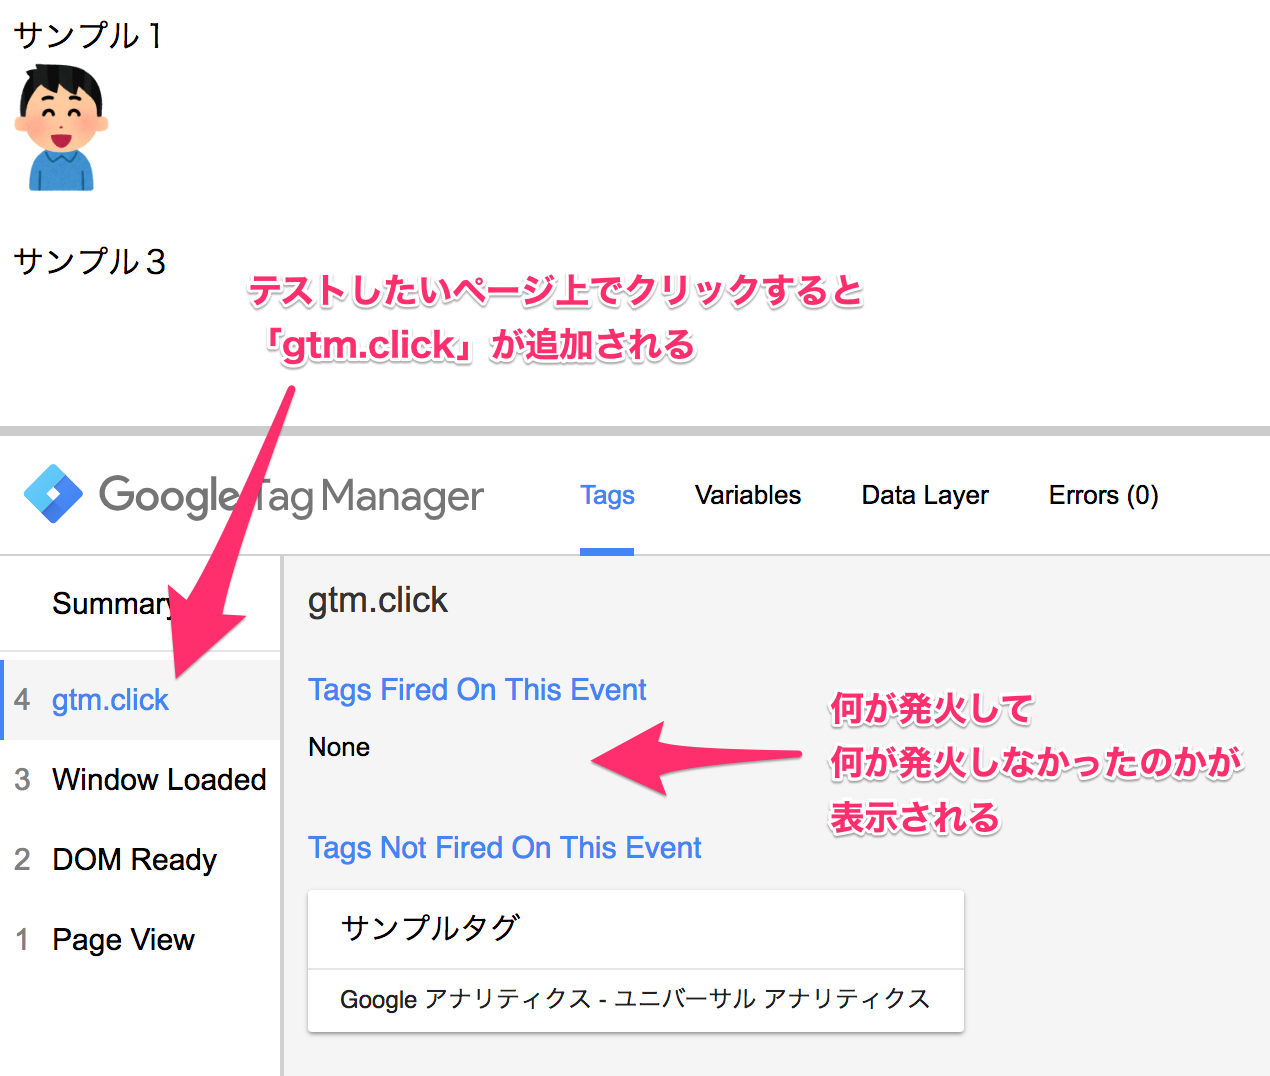 サンプル１
サンプル３
テストしたいページ上でクリックすると
「gtm.click」が追加される
Google Tag Manager
Tags
Variables
Data Layer
Errors (0)
Summary
4 gtm.click
3 Window Loaded
2 DOM Ready
1 Page View
gtm.click
Tags Fired On This Event
None
何が発火して
何が発火しなかったのかが
表示される
Tags Not Fired On This Event
サンプルタグ
Google アナリティクス - ユニバーサル アナリティクス